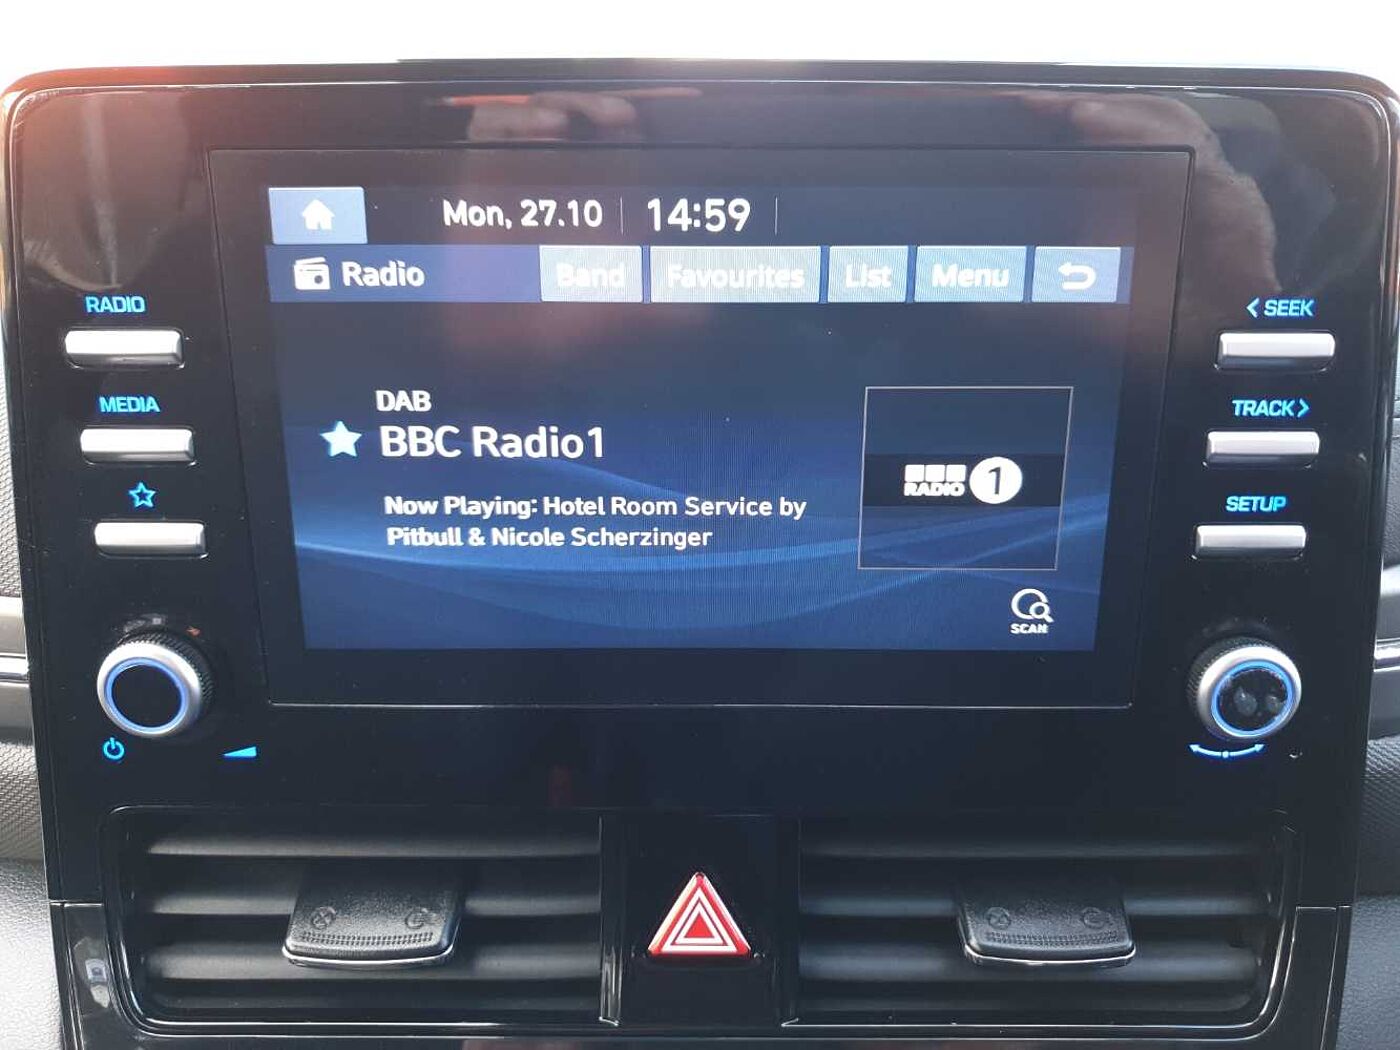 Mon, 27.10 14:59
Radio Band Favourites List Menu
RADIO
< SEEK
MEDIA
TRACK >
SETUP
DAB
BBC Radio1
Now Playing: Hotel Room Service by
Pitbull & Nicole Scherzinger
RADIO 1
SCAN